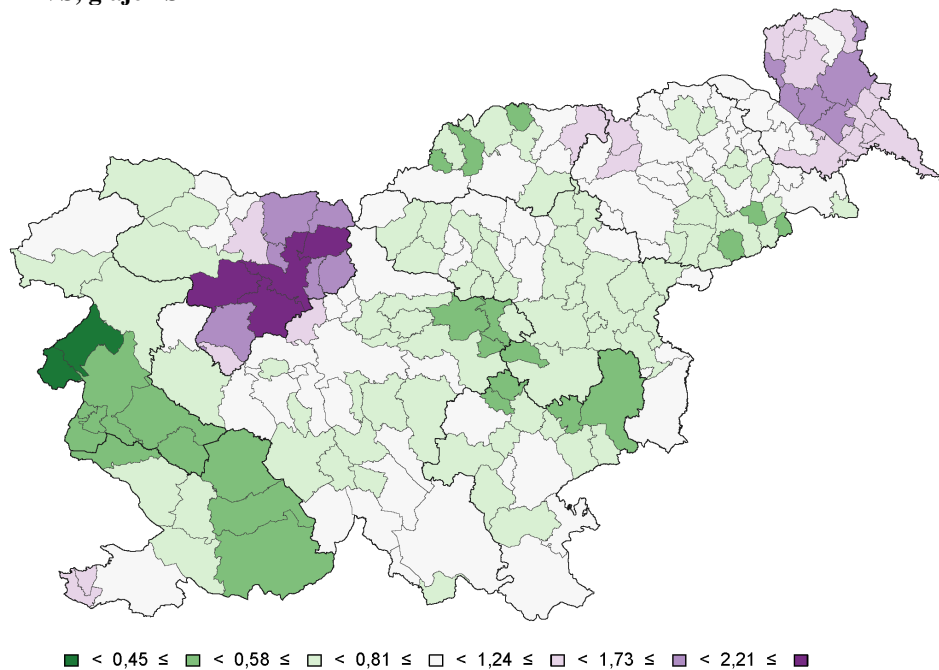 < 0,45 ≤ < 0,58 ≤ < 0,81 ≤ < 1,24 ≤ < 1,73 ≤ < 2,21 ≤